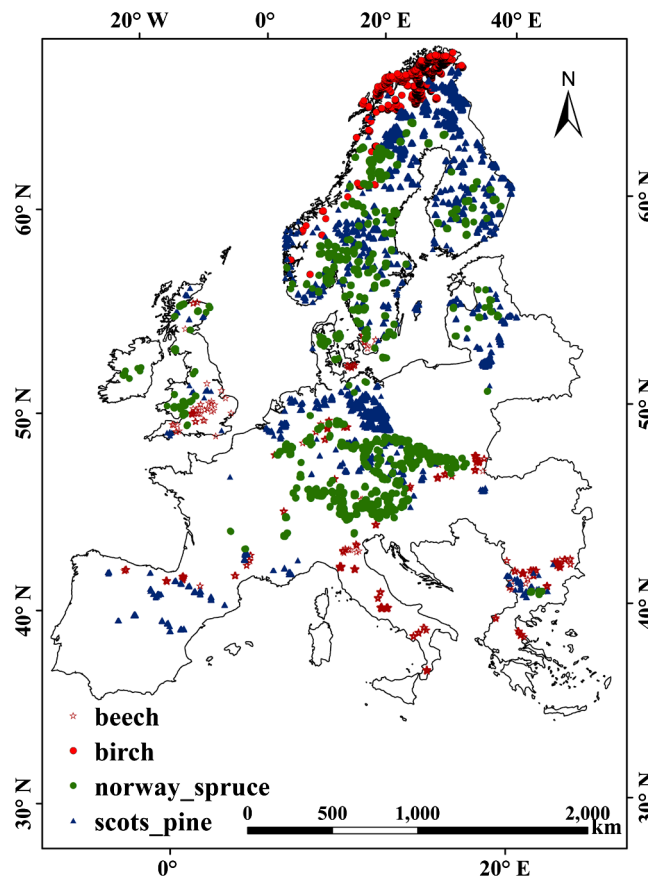 20° W 0° 20° E 40° E
N
60° N 60° N
50° N 50° N
40° N 40° N
beech
birch
norway_spruce
scots_pine
30° N 30° N
0 500 1,000 2,000
km
0° 20° E